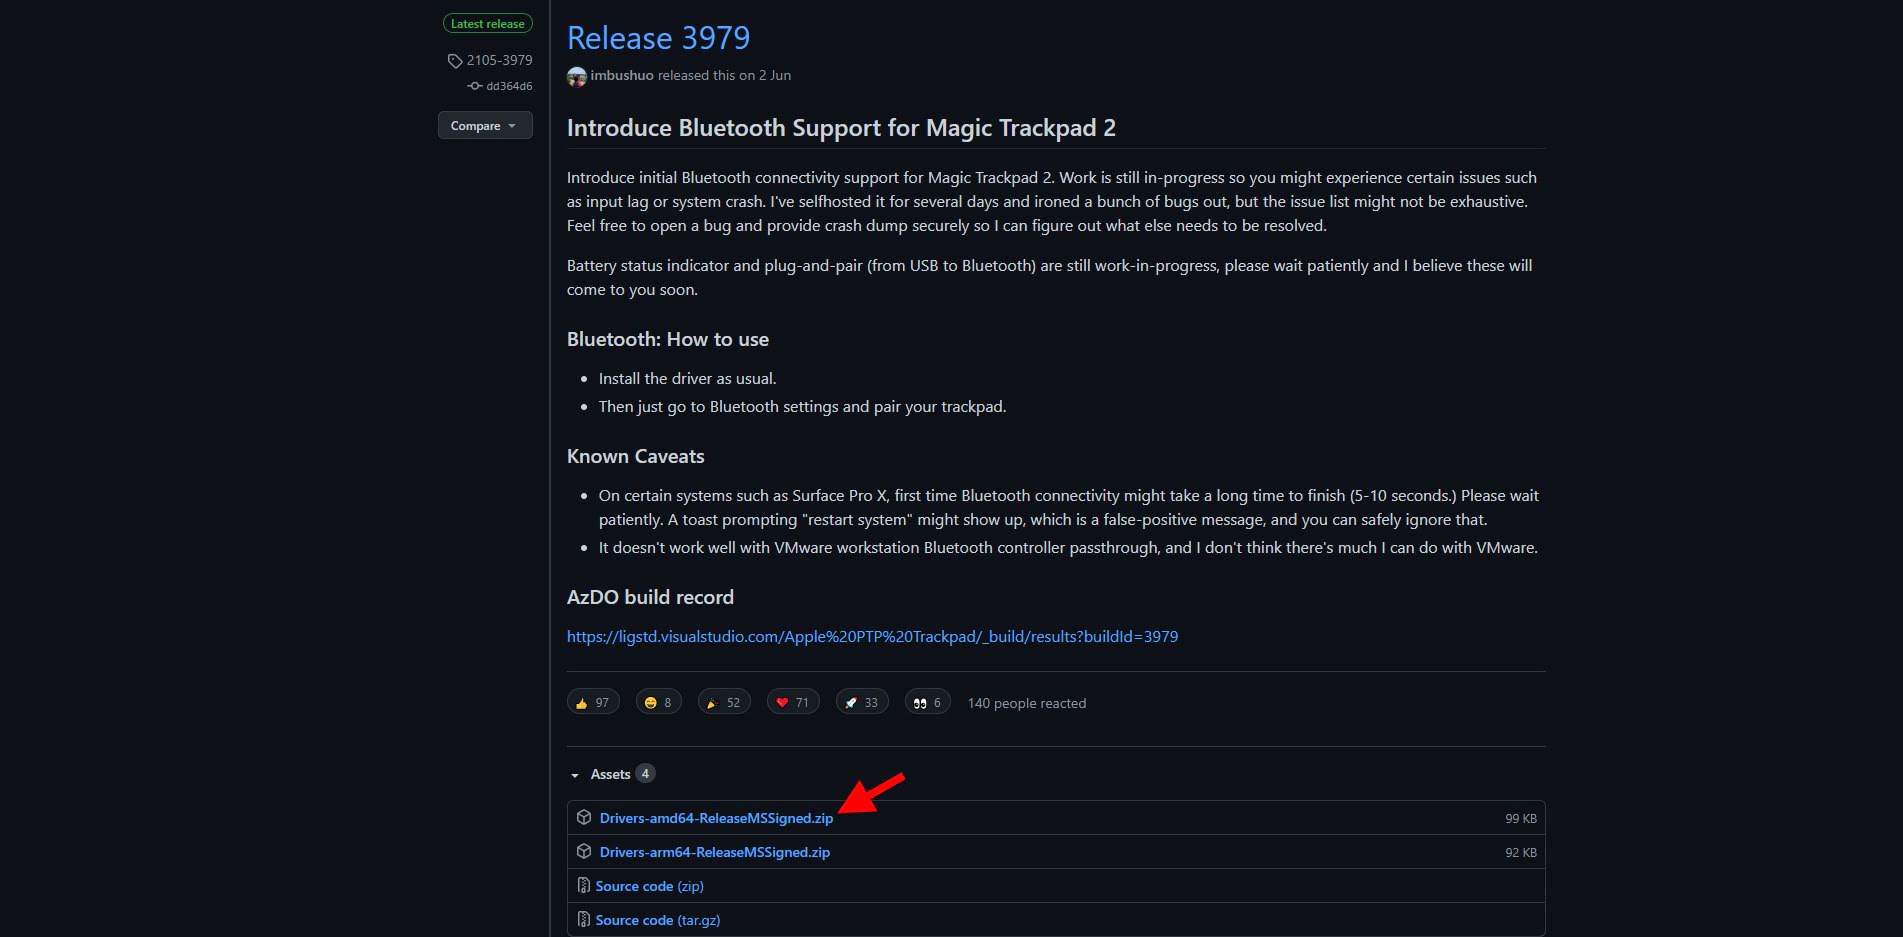 Latest release
2105-3979
dd364d6
Compare
Release 3979
imbushuo released this on 2 Jun
Introduce Bluetooth Support for Magic Trackpad 2
Introduce initial Bluetooth connectivity support for Magic Trackpad 2. Work is still in-progress so you might experience certain issues such
as input lag or system crash. I've selfhosted it for several days and ironed a bunch of bugs out, but the issue list might not be exhaustive.
Feel free to open a bug and provide crash dump securely so I can figure out what else needs to be resolved.
Battery status indicator and plug-and-pair (from USB to Bluetooth) are still work-in-progress, please wait patiently and I believe these will
come to you soon.
Bluetooth: How to use
• Install the driver as usual.
• Then just go to Bluetooth settings and pair your trackpad.
Known Caveats
• On certain systems such as Surface Pro X, first time Bluetooth connectivity might take a long time to finish (5-10 seconds.) Please wait
patiently. A toast prompting "restart system" might show up, which is a false-positive message, and you can safely ignore that.
• It doesn't work well with VMware workstation Bluetooth controller passthrough, and I don't think there's much I can do with VMware.
AzDO build record
https://ligstd.visualstudio.com/Apple%20PTP%20Trackpad/_build/results?buildId=3979
👍 97 😄 8 🎉 52 ❤️ 71 🚀 33 👀 6 140 people reacted
Assets 4
Drivers-amd64-ReleaseMSSigned.zip 99 KB
Drivers-arm64-ReleaseMSSigned.zip 92 KB
Source code (zip)
Source code (tar.gz)